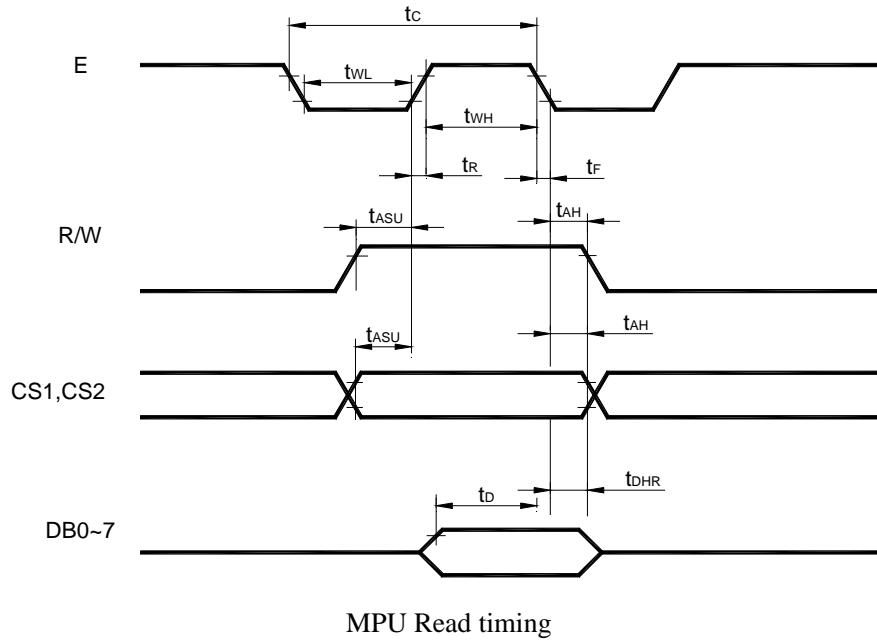 tC
E
tWL
tWH
tR
tF
tASU
tAH
R/W
tASU
tAH
CS1,CS2
tD
tDHR
DB0~7
MPU Read timing